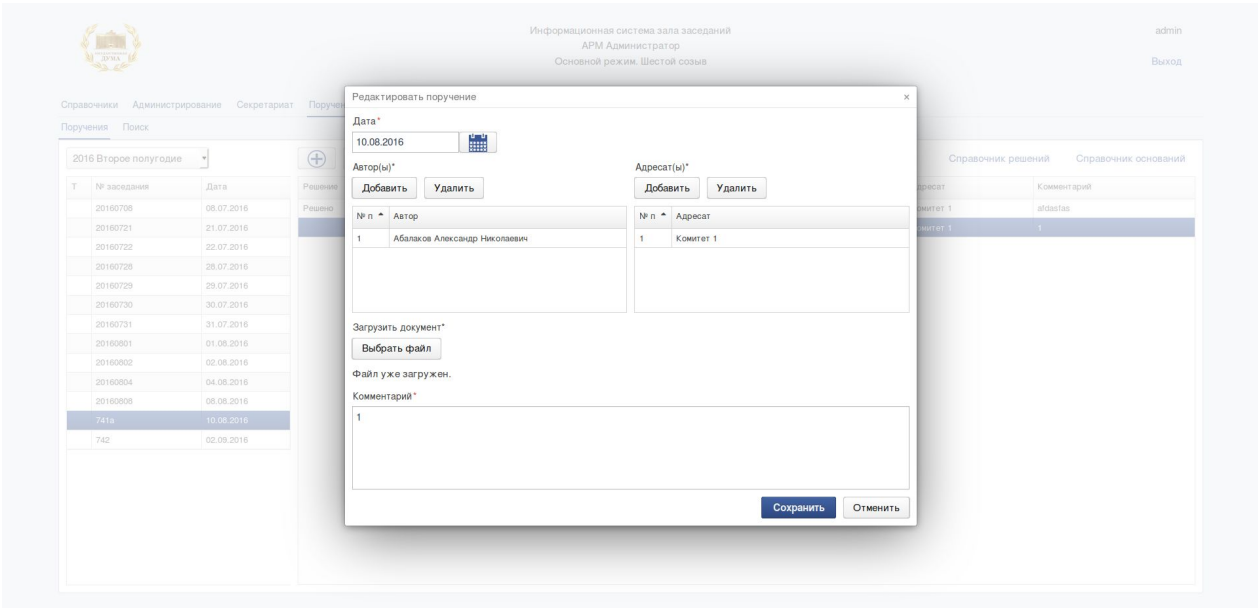 Информационная система зала заседаний
АРМ Администратор
Основной режим. Шестой созыв
admin
Выход
ДУМА
Справочники Администрирование Секретариат
Поручения Поиск
2016 Второе полугодие
Справочник решений Справочник оснований
Т № заседания Дата
20160708 08.07.2016
20160721 21.07.2016
20160722 22.07.2016
20160728 28.07.2016
20160729 29.07.2016
20160730 30.07.2016
20160731 31.07.2016
20160801 01.08.2016
20160802 02.08.2016
20160804 04.08.2016
20160808 08.08.2016
741a 10.08.2016
742 02.09.2016
Решение
Решено
Комментарий
afdasfas
1
Редактировать поручение ×
Дата*
10.08.2016
Автор(ы)* Адресат(ы)*
Добавить Удалить Добавить Удалить
№ п Автор № п Адресат
1 Абалаков Александр Николаевич 1 Комитет 1
Загрузить документ*
Выбрать файл
Файл уже загружен.
Комментарий*
1
Сохранить Отменить